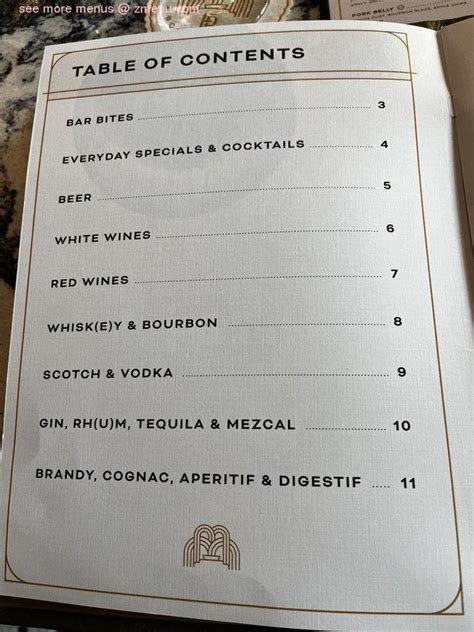 see more menus @ zmenu.com
PORK BELLY
TABLE OF CONTENTS
BAR BITES 3
EVERYDAY SPECIALS & COCKTAILS 4
BEER 5
WHITE WINES 6
RED WINES 7
WHISK(E)Y & BOURBON 8
SCOTCH & VODKA 9
GIN, RH(U)M, TEQUILA & MEZCAL 10
BRANDY, COGNAC, APERITIF & DIGESTIF 11